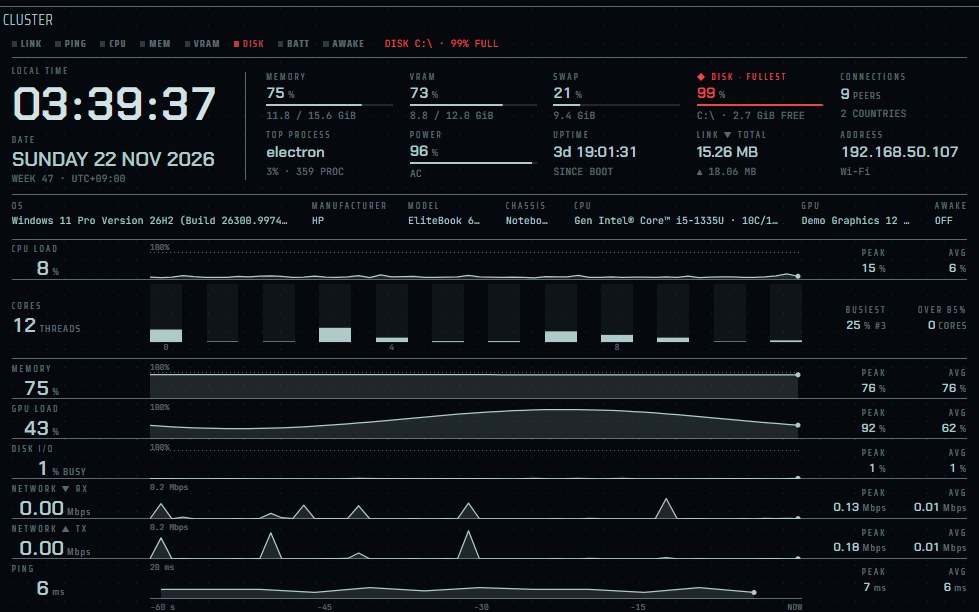 CLUSTER
LINK PING CPU MEM VRAM DISK BATT AWAKE DISK C:\ · 99% FULL
LOCAL TIME
03:39:37
DATE
SUNDAY 22 NOV 2026
WEEK 47 · UTC+09:00
MEMORY
75 %
11.8 / 15.6 GiB
VRAM
73 %
8.8 / 12.0 GiB
SWAP
21 %
9.4 GiB
◆ DISK · FULLEST
99 %
C:\ · 2.7 GiB FREE
CONNECTIONS
9 PEERS
2 COUNTRIES
TOP PROCESS
electron
3% · 359 PROC
POWER
96 %
AC
UPTIME
3d 19:01:31
SINCE BOOT
LINK ▼ TOTAL
15.26 MB
▲ 18.06 MB
ADDRESS
192.168.50.107
Wi-Fi
OS
Windows 11 Pro Version 26H2 (Build 26300.9974…
MANUFACTURER
HP
MODEL
EliteBook 6…
CHASSIS
Notebo…
CPU
Gen Intel® Core™ i5-1335U · 10C/1…
GPU
Demo Graphics 12 …
AWAKE
OFF
CPU LOAD
8 %
100%
PEAK
15 %
AVG
6 %
CORES
12 THREADS
0 4 8
BUSIEST
25 % #3
OVER 85%
0 CORES
MEMORY
75 %
100%
PEAK
76 %
AVG
76 %
GPU LOAD
43 %
100%
PEAK
92 %
AVG
62 %
DISK I/O
1 % BUSY
100%
PEAK
1 %
AVG
1 %
NETWORK ▼ RX
0.00 Mbps
0.2 Mbps
PEAK
0.13 Mbps
AVG
0.01 Mbps
NETWORK ▲ TX
0.00 Mbps
0.2 Mbps
PEAK
0.18 Mbps
AVG
0.01 Mbps
PING
6 ms
20 ms
PEAK
7 ms
AVG
6 ms
-60 s -45 -30 -15 NOW